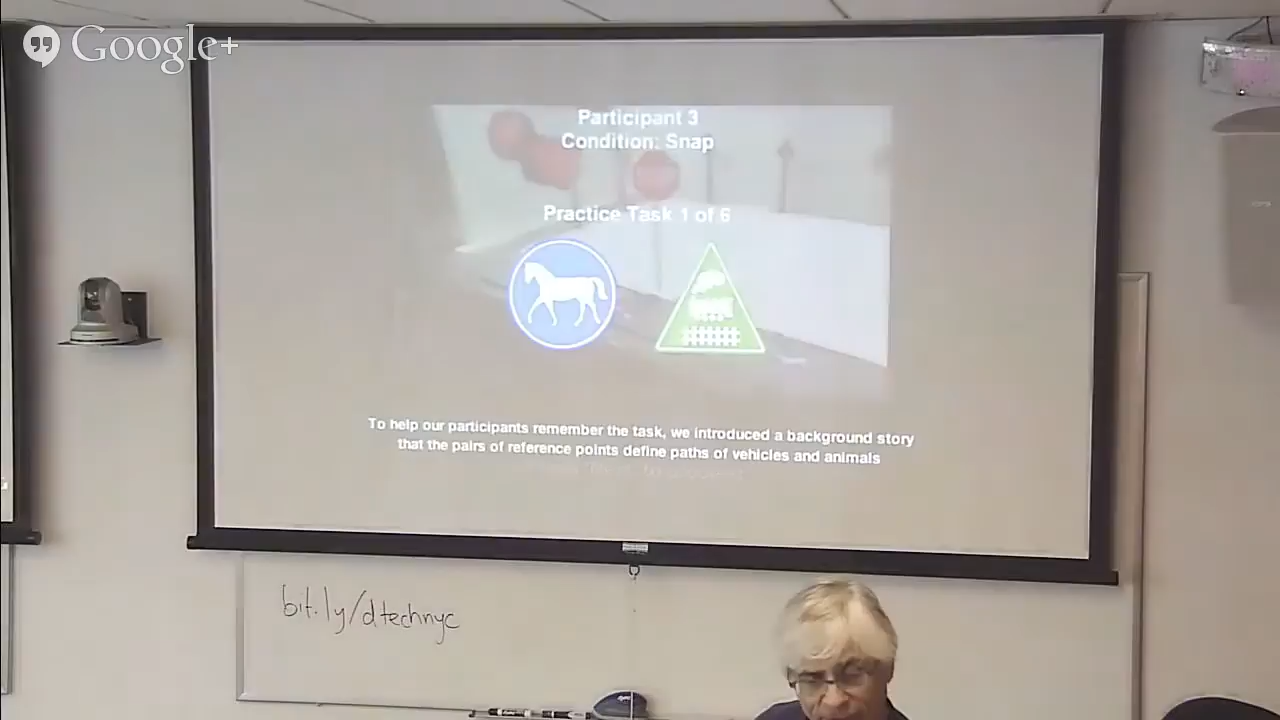 Google+
Participant 3
Condition: Snap
Practice Task 1 of 6
To help our participants remember the task, we introduced a background story
that the pairs of reference points define paths of vehicles and animals
bit.ly/dtechnyc